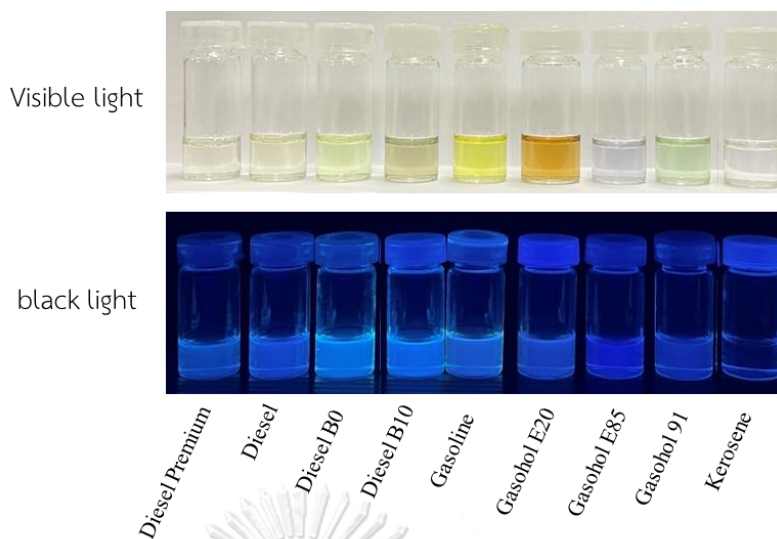 Visible light
black light
Diesel Premium
Diesel
Diesel B0
Diesel B10
Gasoline
Gasohol E20
Gasohol E85
Gasohol 91
Kerosene